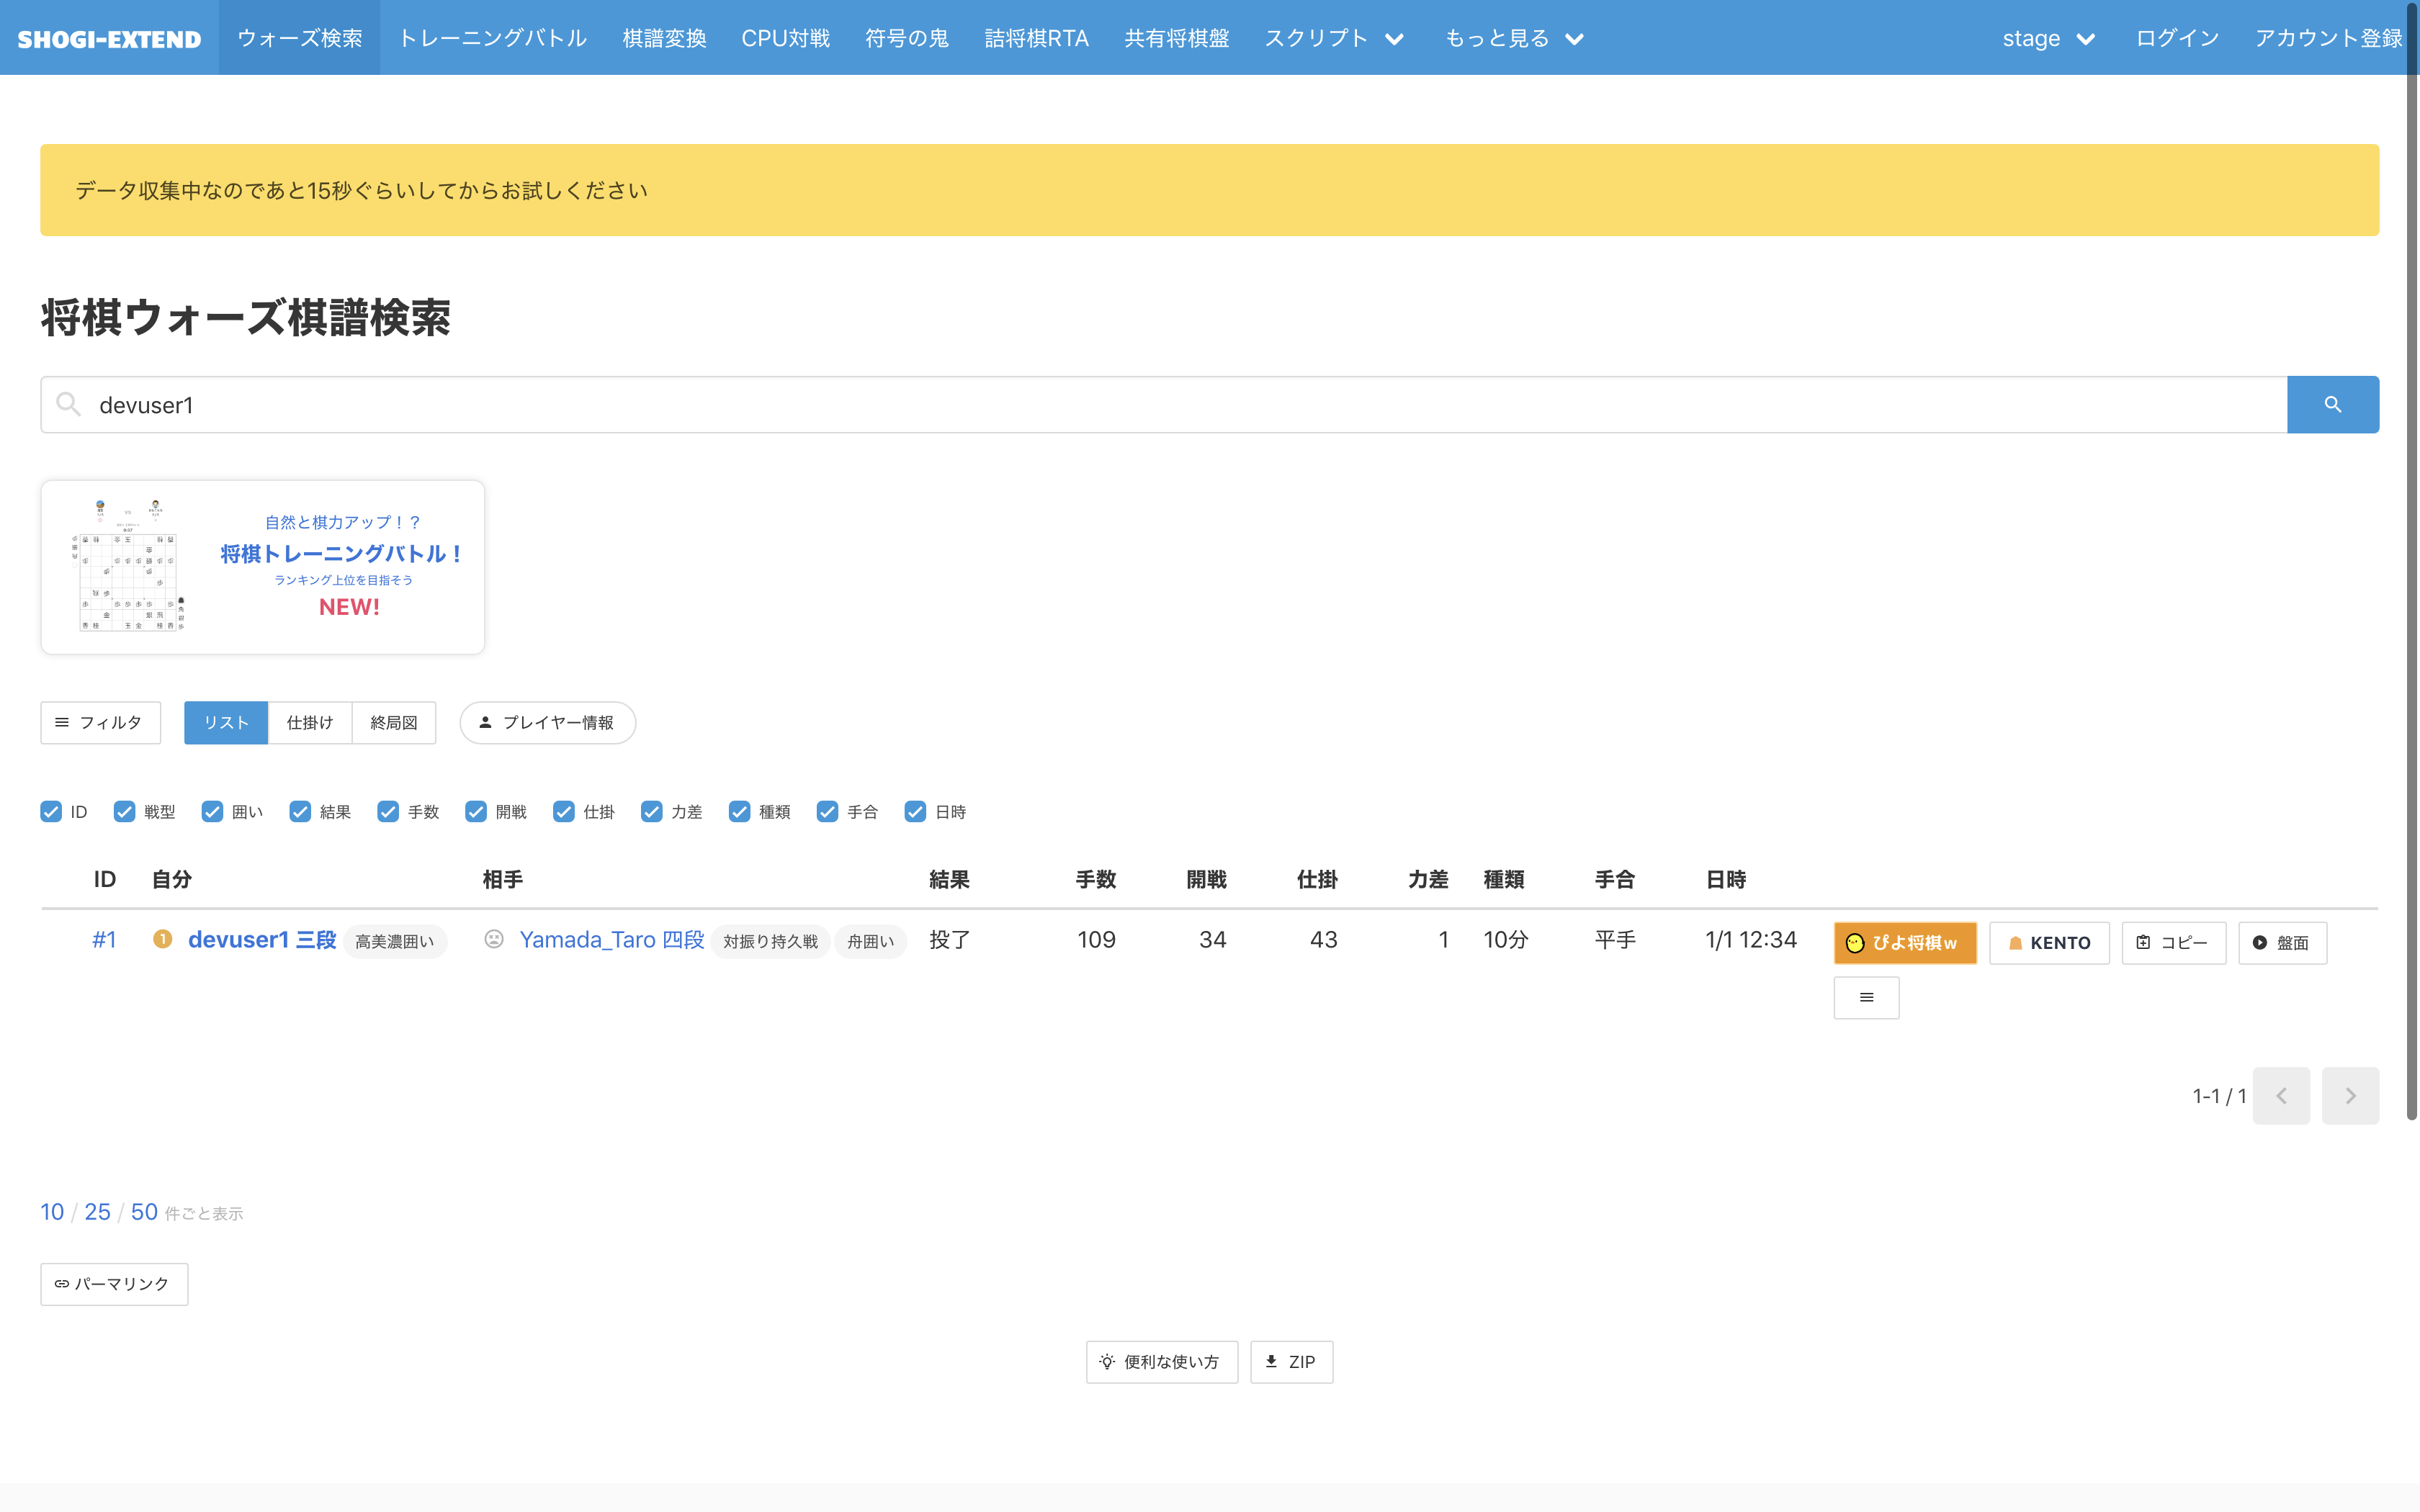 SHOGI-EXTEND ウォーズ検索 トレーニングバトル 棋譜変換 CPU対戦 符号の鬼 詰将棋RTA 共有将棋盤 スクリプト もっと見る stage ログイン アカウント登録
データ収集中なのであと15秒ぐらいしてからお試しください
将棋ウォーズ棋譜検索
devuser1
自然と棋力アップ！？
将棋トレーニングバトル！
ランキング上位を目指そう
NEW!
フィルタ リスト 仕掛け 終局図 プレイヤー情報
ID 戦型 囲い 結果 手数 開戦 仕掛 力差 種類 手合 日時
ID 自分 相手 結果 手数 開戦 仕掛 力差 種類 手合 日時
#1 1 devuser1 三段 高美濃囲い Yamada_Taro 四段 対振り持久戦 舟囲い 投了 109 34 43 1 10分 平手 1/1 12:34 ぴよ将棋w KENTO コピー 盤面
1-1 / 1
10 / 25 / 50 件ごと表示
パーマリンク
便利な使い方 ZIP